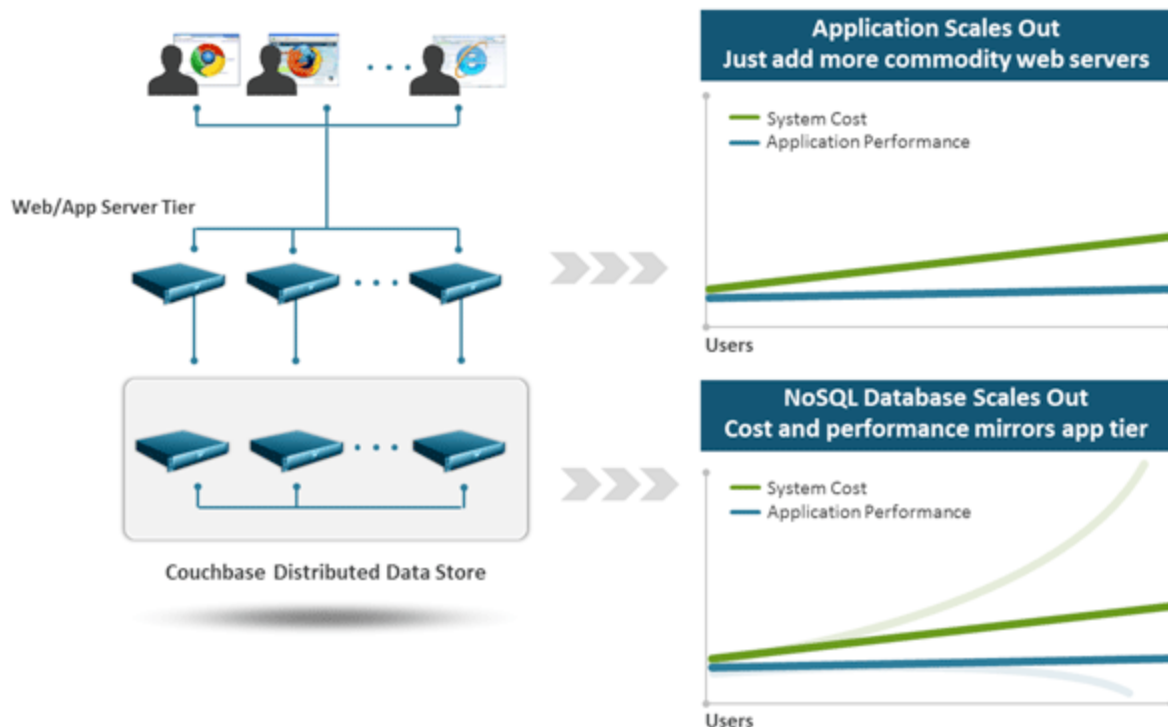 Web/App Server Tier
Couchbase Distributed Data Store
Application Scales Out
Just add more commodity web servers
System Cost
Application Performance
Users
NoSQL Database Scales Out
Cost and performance mirrors app tier
System Cost
Application Performance
Users